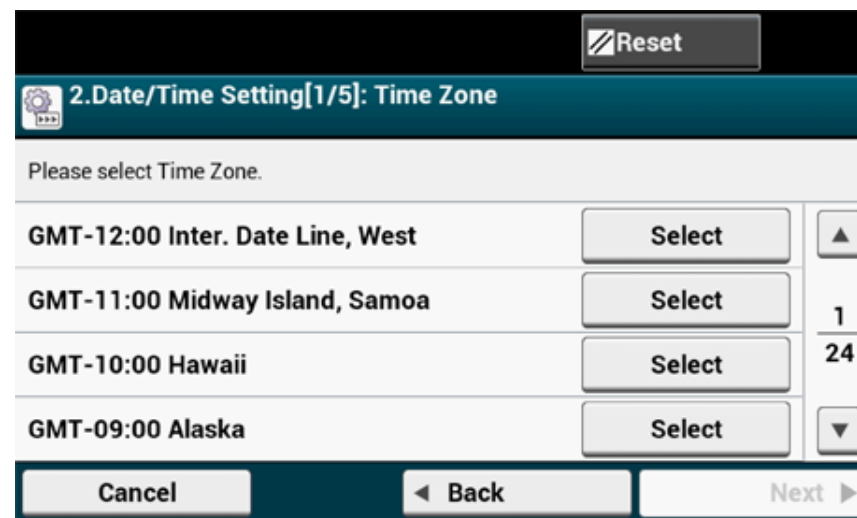 Reset
2.Date/Time Setting[1/5]: Time Zone
Please select Time Zone.
GMT-12:00 Inter. Date Line, West Select
GMT-11:00 Midway Island, Samoa Select
1
GMT-10:00 Hawaii Select
24
GMT-09:00 Alaska Select
Cancel
Back
Next